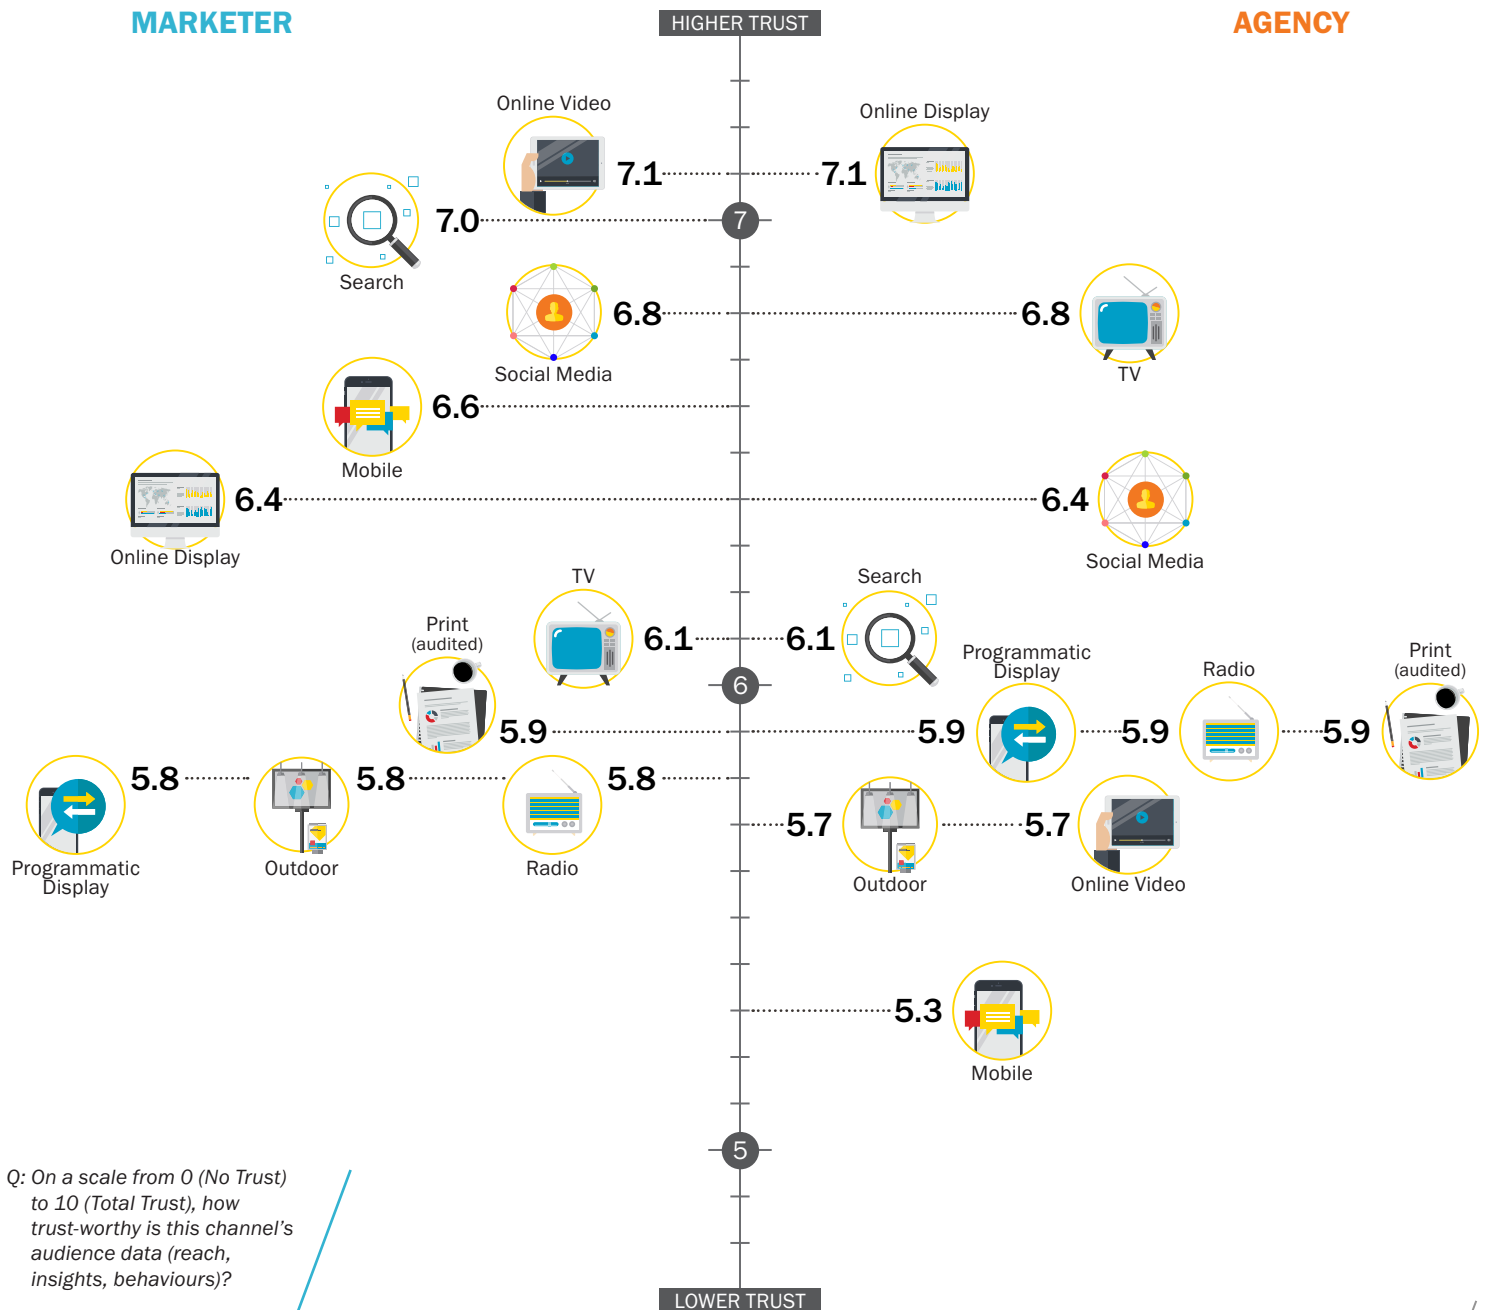 MARKETER
HIGHER TRUST
AGENCY
Online Video
Online Display
7.1
7.1
7.0
7
Search
6.8
6.8
Social Media
TV
6.6
Mobile
6.4
6.4
Online Display
Social Media
TV
Search
Print
(audited)
6.1
6.1
Programmatic
Display
Radio
Print
(audited)
6
5.9
5.9
5.9
5.9
5.8
5.8
5.8
5.7
5.7
Programmatic
Display
Outdoor
Radio
Outdoor
Online Video
5.3
Mobile
5
Q: On a scale from 0 (No Trust)
to 10 (Total Trust), how
trust-worthy is this channel’s
audience data (reach,
insights, behaviours)?
LOWER TRUST